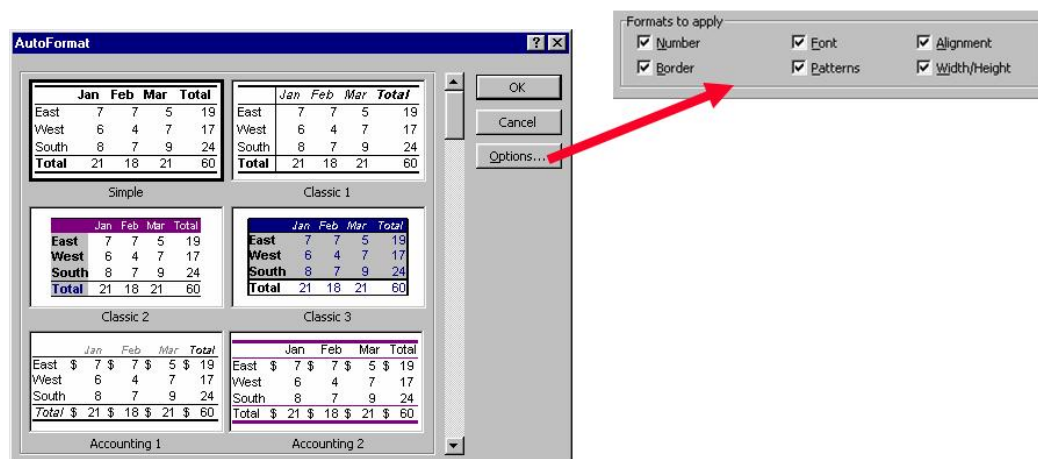 Formats to apply
Number Font Alignment
Border Patterns Width/Height
AutoFormat
OK
Cancel
Options...
Jan Feb Mar Total
East 7 7 5 19
West 6 4 7 17
South 8 7 9 24
Total 21 18 21 60
Simple
Jan Feb Mar Total
East 7 7 5 19
West 6 4 7 17
South 8 7 9 24
Total 21 18 21 60
Classic 1
Jan Feb Mar Total
East 7 7 5 19
West 6 4 7 17
South 8 7 9 24
Total 21 18 21 60
Classic 2
Jan Feb Mar Total
East 7 7 5 19
West 6 4 7 17
South 8 7 9 24
Total 21 18 21 60
Classic 3
Jan Feb Mar Total
East $ 7 $ 7 $ 5 $ 19
West 6 4 7 17
South 8 7 9 24
Total $ 21 $ 18 $ 21 $ 60
Accounting 1
Jan Feb Mar Total
East $ 7 $ 7 $ 5 $ 19
West 6 4 7 17
South 8 7 9 24
Total $ 21 $ 18 $ 21 $ 60
Accounting 2